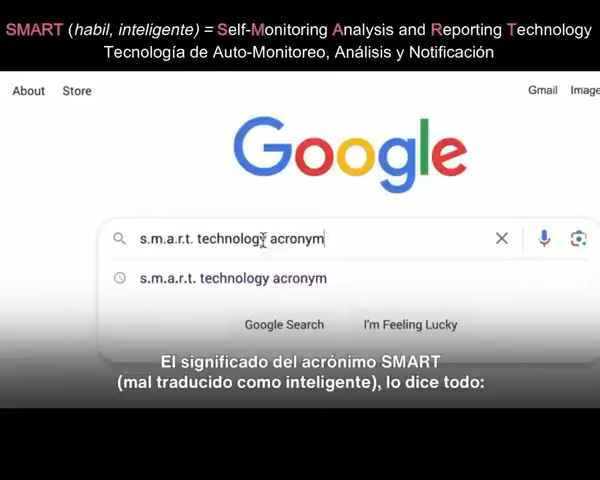 SMART (habil, inteligente) = Self-Monitoring Analysis and Reporting Technology
Tecnología de Auto-Monitoreo, Análisis y Notificación
About Store Gmail Image
Google
s.m.a.r.t. technology acronym
s.m.a.r.t. technology acronym
Google Search I'm Feeling Lucky
El significado del acrónimo SMART
(mal traducido como inteligente), lo dice todo: